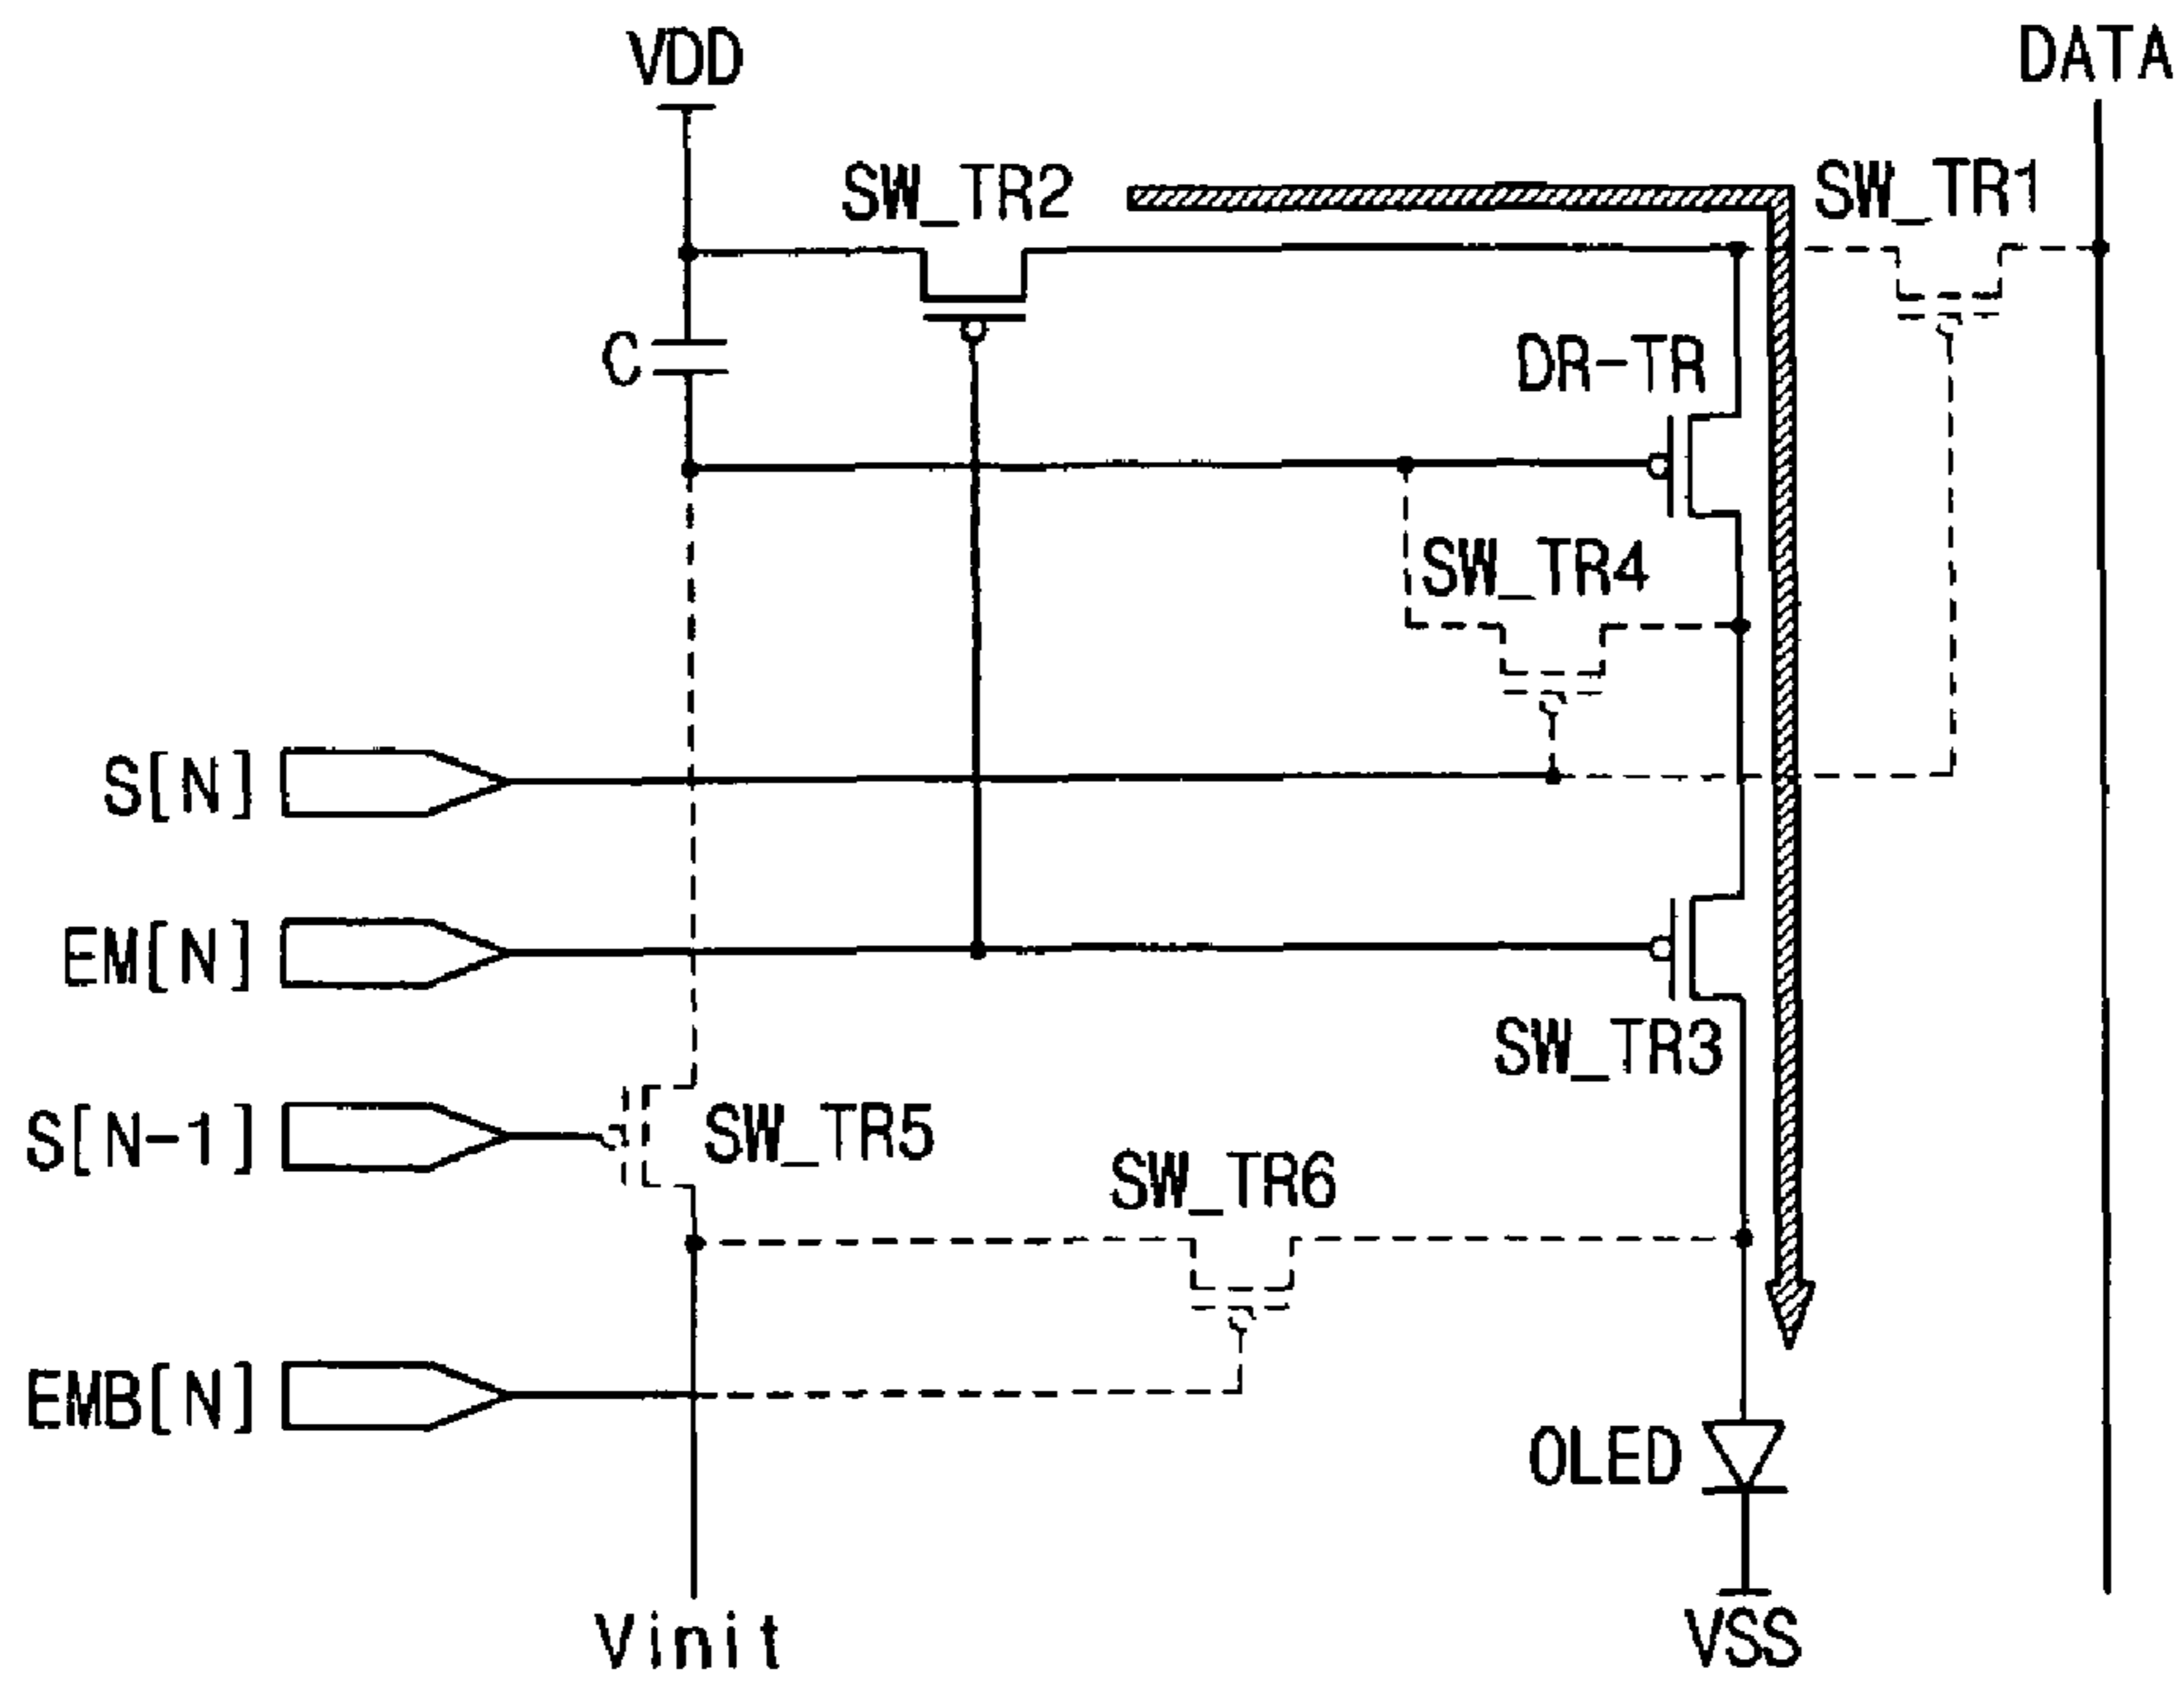 VDD
DATA
SW_TR2
SW_TR1
C
DR-TR
SW_TR4
S[N]
EM[N]
SW_TR3
S[N-1]
SW_TR5
SW_TR6
EMB[N]
OLED
Vinit
VSS